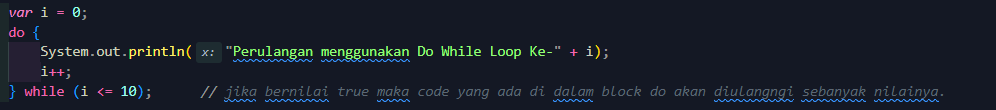 var i = 0;
do {
System.out.println( x: "Perulangan menggunakan Do While Loop Ke-" + i);
i++;
} while (i <= 10); // jika bernilai true maka code yang ada di dalam block do akan diulangngi sebanyak nilainya.